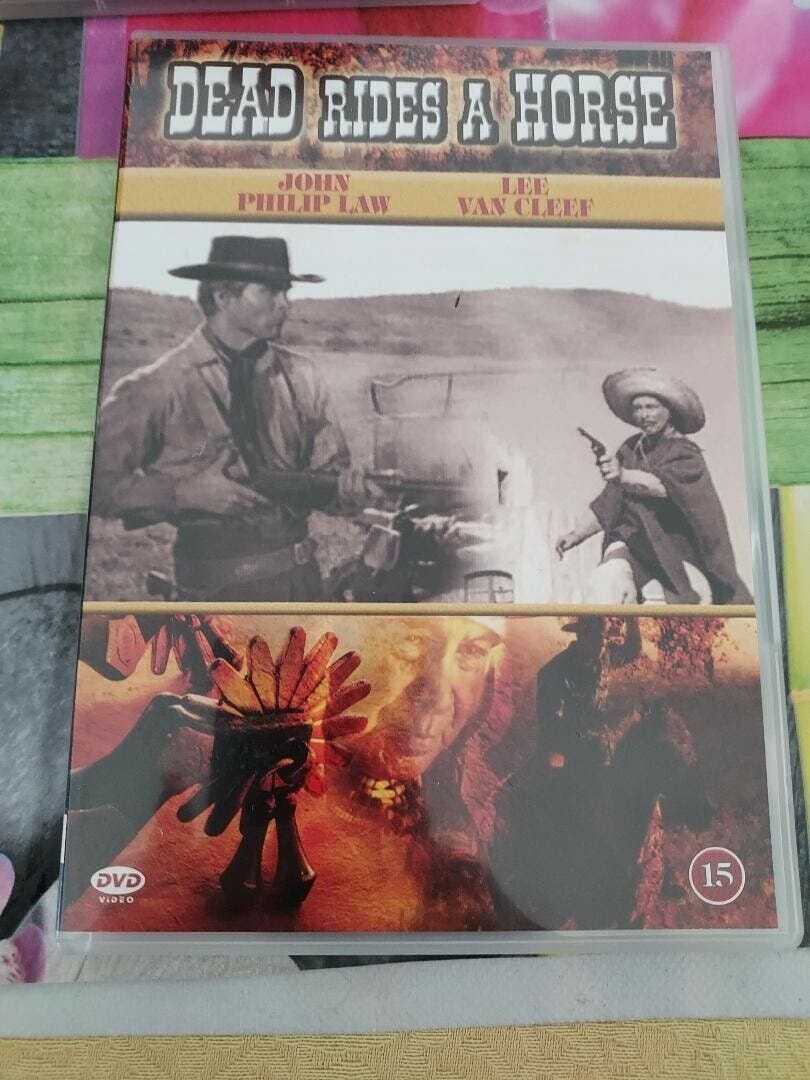 DEAD RIDES A HORSE
JOHN
PHILIP LAW
LEE
VAN CLEEF
DVD
VIDEO
15